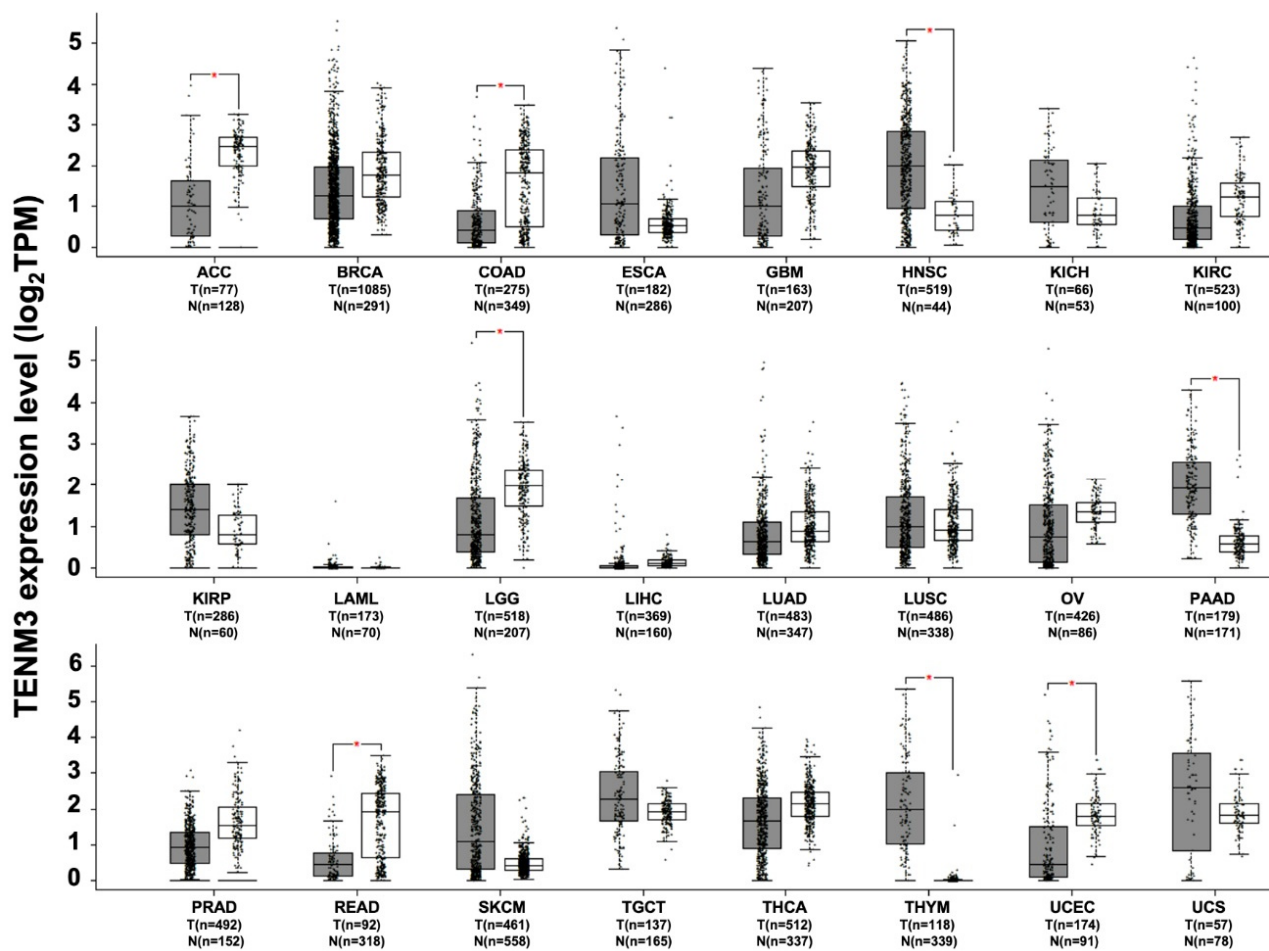 TENM3 expression level (log₂TPM)
5
4
3
2
1
0
*
*
*
ACC
T(n=77)
N(n=128)
BRCA
T(n=1085)
N(n=291)
COAD
T(n=275)
N(n=349)
ESCA
T(n=182)
N(n=286)
GBM
T(n=163)
N(n=207)
HNSC
T(n=519)
N(n=44)
KICH
T(n=66)
N(n=53)
KIRC
T(n=523)
N(n=100)
5
4
3
2
1
0
*
*
KIRP
T(n=286)
N(n=60)
LAML
T(n=173)
N(n=70)
LGG
T(n=518)
N(n=207)
LIHC
T(n=369)
N(n=160)
LUAD
T(n=483)
N(n=347)
LUSC
T(n=486)
N(n=338)
OV
T(n=426)
N(n=86)
PAAD
T(n=179)
N(n=171)
6
5
4
3
2
1
0
*
*
*
PRAD
T(n=492)
N(n=152)
READ
T(n=92)
N(n=318)
SKCM
T(n=461)
N(n=558)
TGCT
T(n=137)
N(n=165)
THCA
T(n=512)
N(n=337)
THYM
T(n=118)
N(n=339)
UCEC
T(n=174)
N(n=91)
UCS
T(n=57)
N(n=78)